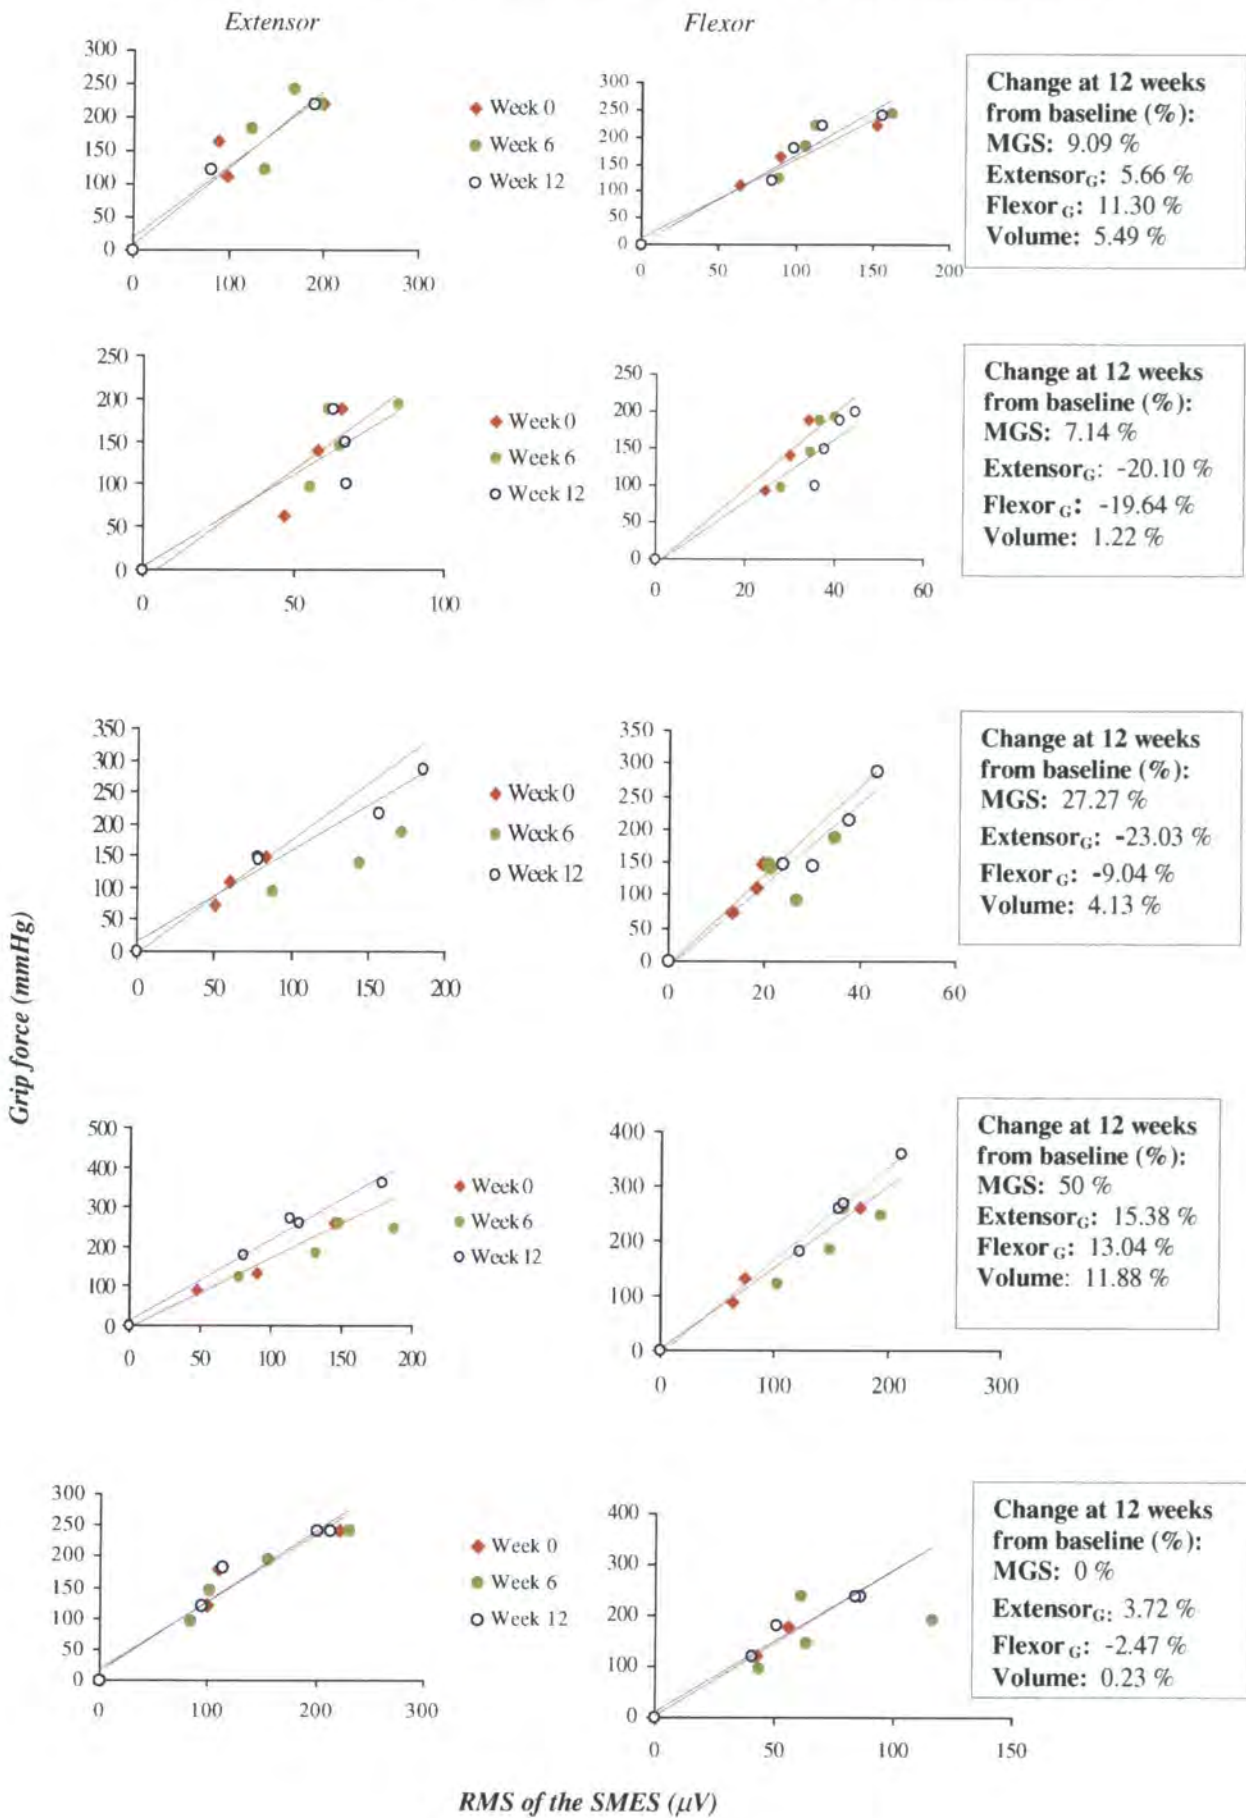 Extensor
Flexor
300
250
200
150
100
50
0
0 100 200 300
Week 0
Week 6
Week 12
300
250
200
150
100
50
0
0 50 100 150 200
Change at 12 weeks
from baseline (%):
MGS: 9.09 %
ExtensorG: 5.66 %
Flexor G: 11.30 %
Volume: 5.49 %
250
200
150
100
50
0
0 50 100
Week 0
Week 6
Week 12
250
200
150
100
50
0
0 20 40 60
Change at 12 weeks
from baseline (%):
MGS: 7.14 %
ExtensorG: -20.10 %
Flexor G: -19.64 %
Volume: 1.22 %
Grip force (mmHg)
350
300
250
200
150
100
50
0
0 50 100 150 200
Week 0
Week 6
Week 12
350
300
250
200
150
100
50
0
0 20 40 60
Change at 12 weeks
from baseline (%):
MGS: 27.27 %
ExtensorG: -23.03 %
Flexor G: -9.04 %
Volume: 4.13 %
500
400
300
200
100
0
0 50 100 150 200
Week 0
Week 6
Week 12
400
300
200
100
0
0 100 200 300
Change at 12 weeks
from baseline (%):
MGS: 50 %
ExtensorG: 15.38 %
Flexor G: 13.04 %
Volume: 11.88 %
300
250
200
150
100
50
0
0 100 200 300
Week 0
Week 6
Week 12
400
300
200
100
0
0 50 100 150
Change at 12 weeks
from baseline (%):
MGS: 0 %
ExtensorG: 3.72 %
Flexor G: -2.47 %
Volume: 0.23 %
RMS of the SMES (μV)